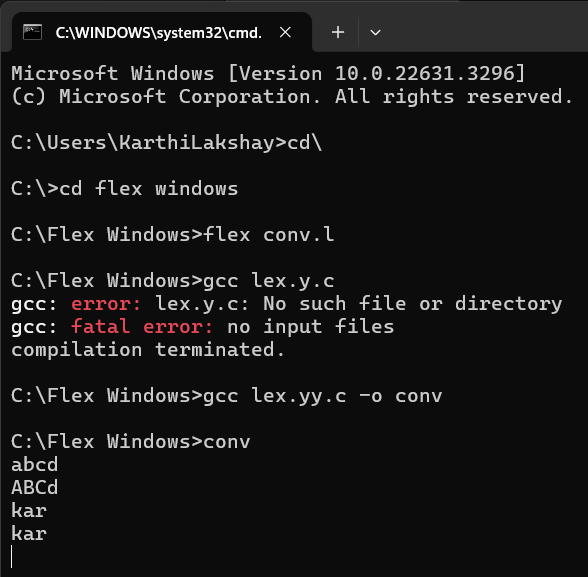 C:\WINDOWS\system32\cmd.
Microsoft Windows [Version 10.0.22631.3296]
(c) Microsoft Corporation. All rights reserved.
C:\Users\KarthiLakshay>cd\
C:\>cd flex windows
C:\Flex Windows>flex conv.l
C:\Flex Windows>gcc lex.y.c
gcc: error: lex.y.c: No such file or directory
gcc: fatal error: no input files
compilation terminated.
C:\Flex Windows>gcc lex.yy.c -o conv
C:\Flex Windows>conv
abcd
ABCd
kar
kar